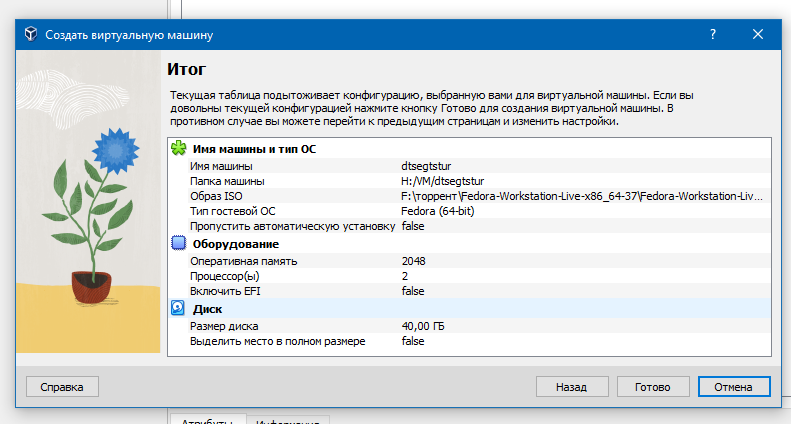 Создать виртуальную машину
Итог
Текущая таблица подытоживает конфигурацию, выбранную вами для виртуальной машины. Если вы
довольны текущей конфигурацией нажмите кнопку Готово для создания виртуальной машины. В
противном случае вы можете перейти к предыдущим страницам и изменить настройки.
Имя машины и тип ОС
Имя машины dtsegtstur
Папка машины H:/VM/dtsegtstur
Образ ISO F:\торрент\Fedora-Workstation-Live-x86_64-37\Fedora-Workstation-Liv...
Тип гостевой ОС Fedora (64-bit)
Пропустить автоматическую установку false
Оборудование
Оперативная память 2048
Процессор(ы) 2
Включить EFI false
Диск
Размер диска 40,00 ГБ
Выделить место в полном размере false
Справка Назад Готово Отмена
Атрибуты Информация